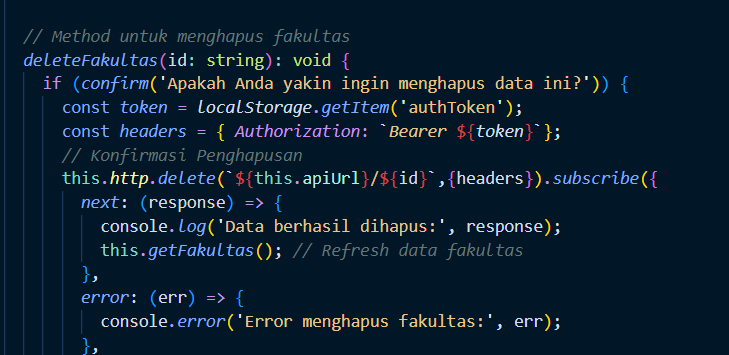 // Method untuk menghapus fakultas
deleteFakultas(id: string): void {
if (confirm('Apakah Anda yakin ingin menghapus data ini?')) {
const token = localStorage.getItem('authToken');
const headers = { Authorization: `Bearer ${token}`};
// Konfirmasi Penghapusan
this.http.delete(`${this.apiUrl}/${id}`,{headers}).subscribe({
next: (response) => {
console.log('Data berhasil dihapus:', response);
this.getFakultas(); // Refresh data fakultas
},
error: (err) => {
console.error('Error menghapus fakultas:', err);
},